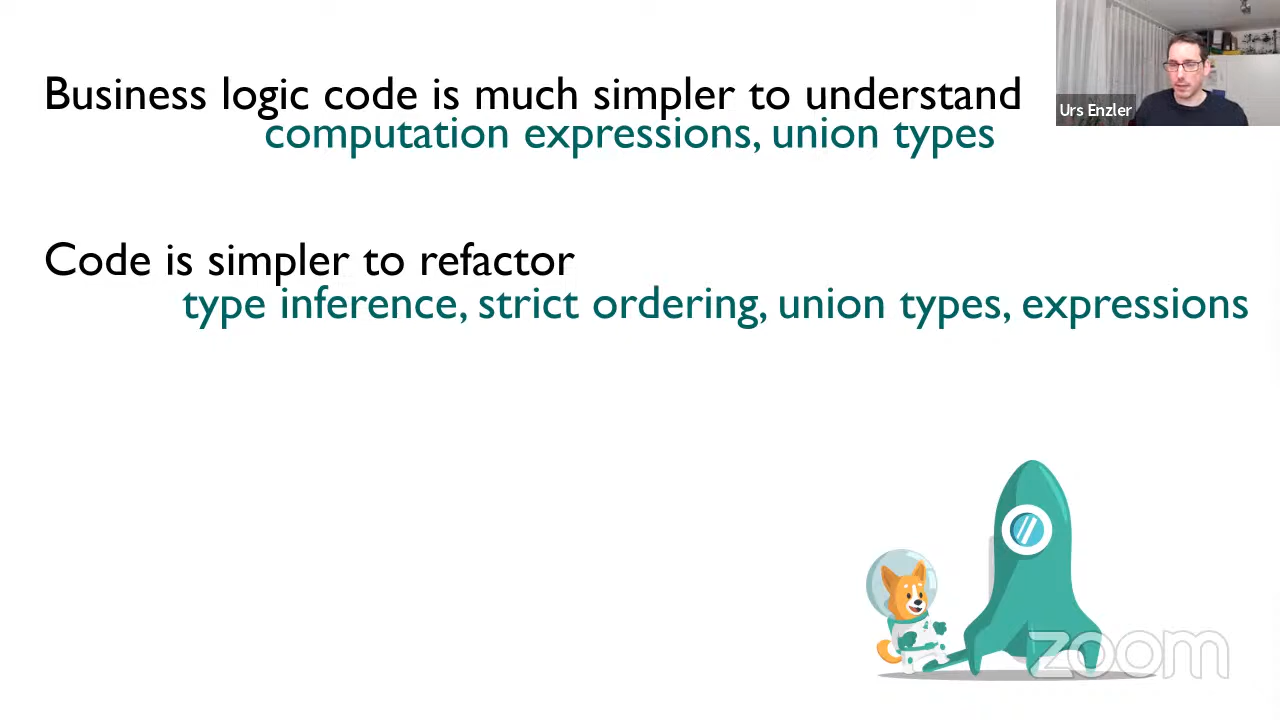 Business logic code is much simpler to understand
computation expressions, union types
Urs Enzler
Code is simpler to refactor
type inference, strict ordering, union types, expressions
zoom